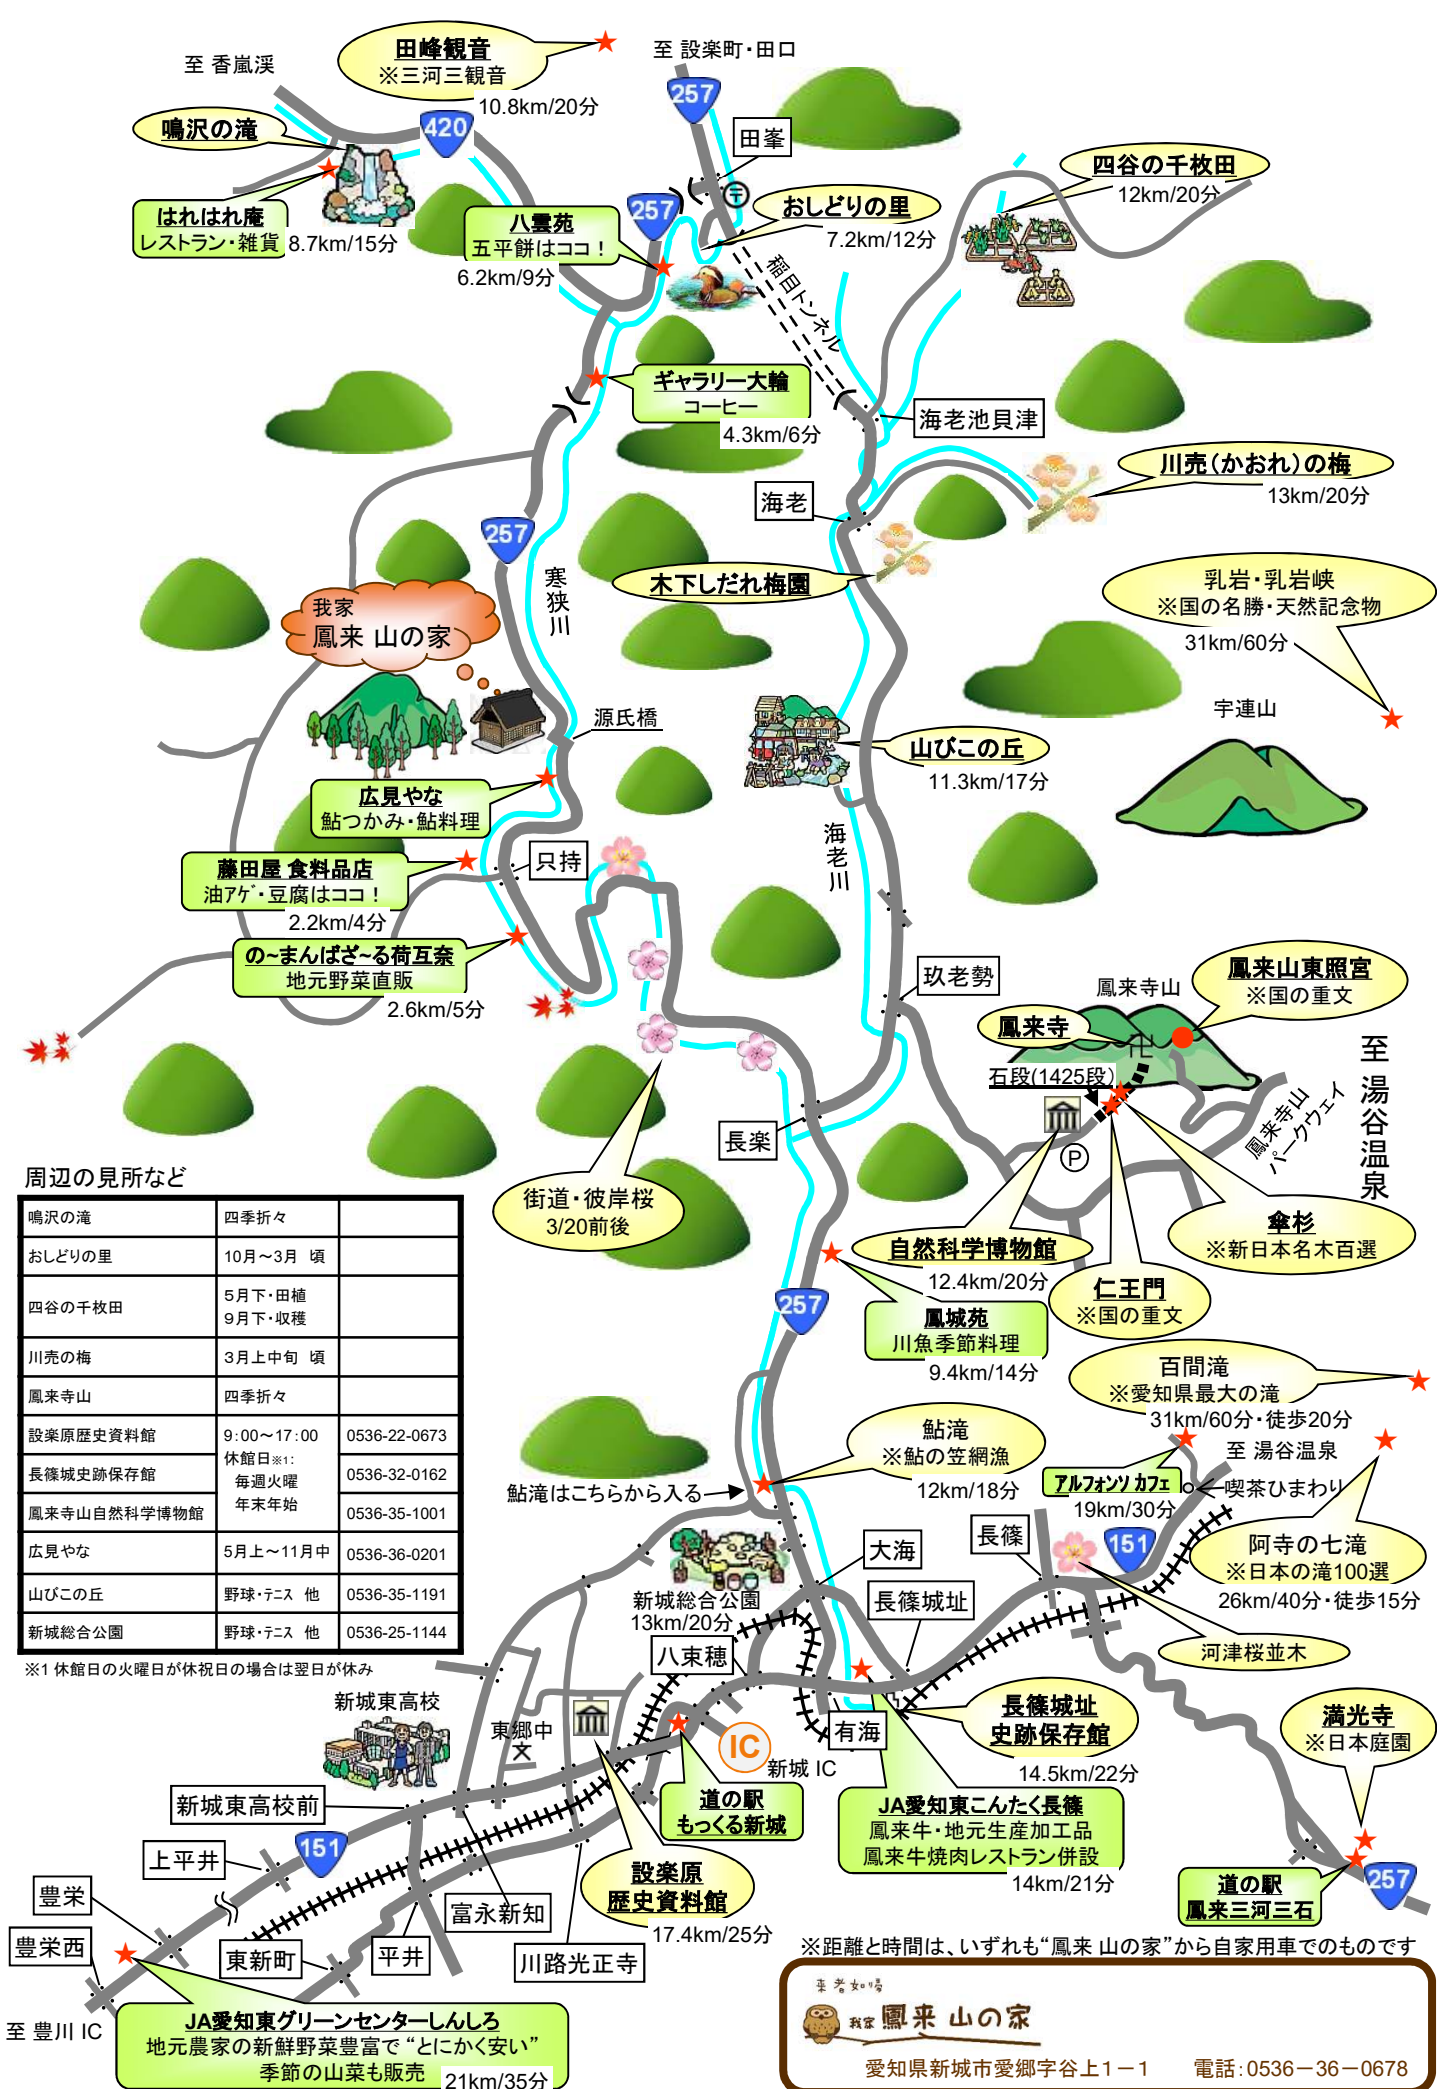 田峰観音
※三河三観音
10.8km/20分
至 香嵐渓
至 設楽町・田口
257
420
鳴沢の滝
田峯
四谷の千枚田
12km/20分
はれはれ庵
レストラン・雑貨
8.7km/15分
八雲苑
五平餅はココ！
6.2km/9分
257
〒
おしどりの里
7.2km/12分
稲目トンネル
ギャラリー大輪
コーヒー
4.3km/6分
海老池貝津
川売（かおれ）の梅
13km/20分
海老
257
寒狭川
木下しだれ梅園
乳岩・乳岩峡
※国の名勝・天然記念物
31km/60分
我家
鳳来 山の家
源氏橋
宇連山
山びこの丘
11.3km/17分
広見やな
鮎つかみ・鮎料理
海老川
藤田屋 食料品店
油アゲ・豆腐はココ！
2.2km/4分
只持
の~まんばざ~る荷互奈
地元野菜直販
2.6km/5分
玖老勢
鳳来寺山
鳳来山東照宮
※国の重文
鳳来寺
卍
石段(1425段)
至 湯谷温泉
鳳来寺山
パークウェイ
P
長楽
街道・彼岸桜
3/20前後
自然科学博物館
12.4km/20分
傘杉
※新日本名木百選
仁王門
※国の重文
257
鳳城苑
川魚季節料理
9.4km/14分
周辺の見所など
鳴沢の滝 四季折々
おしどりの里 10月～3月 頃
四谷の千枚田 5月下・田植
9月下・収穫
川売の梅 3月上中旬 頃
鳳来寺山 四季折々
設楽原歴史資料館 9:00～17:00 0536-22-0673
休館日※1:
長篠城史跡保存館 毎週火曜 0536-32-0162
年末年始
鳳来寺山自然科学博物館 0536-35-1001
広見やな 5月上～11月中 0536-36-0201
山びこの丘 野球・テニス 他 0536-35-1191
新城総合公園 野球・テニス 他 0536-25-1144
※1 休館日の火曜日が休祝日の場合は翌日が休み
百間滝
※愛知県最大の滝
31km/60分・徒歩20分
鮎滝
※鮎の笠網漁
12km/18分
鮎滝はこちらから入る
至 湯谷温泉
アルフォンソ カフェ
19km/30分
喫茶ひまわり
151
阿寺の七滝
※日本の滝100選
26km/40分・徒歩15分
長篠
大海
長篠城址
新城総合公園
13km/20分
八束穂
河津桜並木
新城東高校
東郷中
文
IC
新城 IC
有海
長篠城址
史跡保存館
14.5km/22分
満光寺
※日本庭園
新城東高校前
道の駅
もっくる新城
JA愛知東こんたく長篠
鳳来牛・地元生産加工品
鳳来牛焼肉レストラン併設
14km/21分
上平井
151
設楽原
歴史資料館
17.4km/25分
道の駅
鳳来三河三石
257
豊栄
豊栄西
東新町
平井
富永新知
川路光正寺
※距離と時間は、いずれも“鳳来 山の家”から自家用車でのものです
至 豊川 IC
JA愛知東グリーンセンターしんしろ
地元農家の新鮮野菜豊富で “とにかく安い”
季節の山菜も販売
21km/35分
来者如帰
我家 鳳来 山の家
愛知県新城市愛郷字谷上１－１ 電話：0536－36－0678